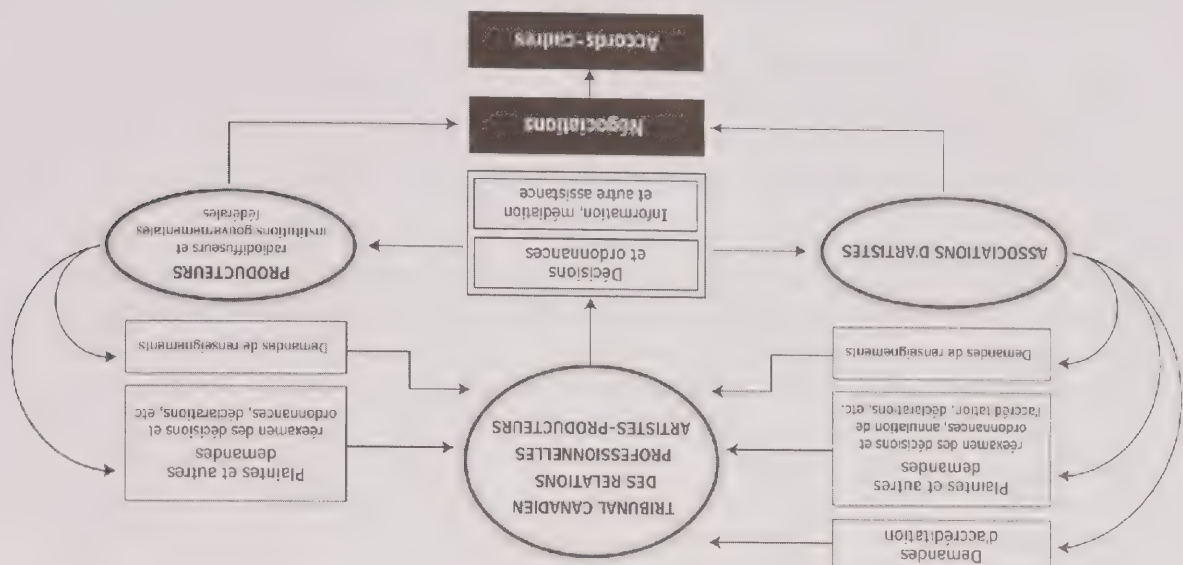 Demandes
d'accréditation
Plaintes et autres
demandes
réexamen des décisions et
ordonnances, annulation de
l'accréditation, déclarations, etc.
Demandes de renseignements
ASSOCIATIONS D'ARTISTES
TRIBUNAL CANADIEN
DES RELATIONS
PROFESSIONNELLES
ARTISTES-PRODUCTEURS
Plaintes et autres
demandes
réexamen des décisions et
ordonnances, déclarations, etc
Demandes de renseignements
PRODUCTEURS
radiodiffuseurs et
institutions gouvernementales
fédérales
Décisions
et ordonnances
Information, médiation
et autre assistance
Négociations
Accords-cadres